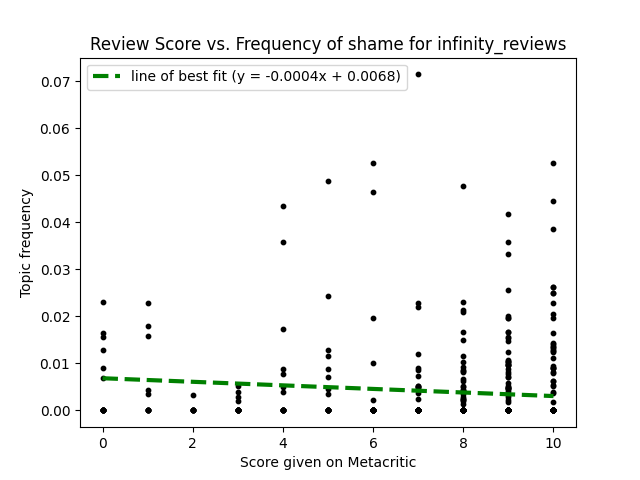 Review Score vs. Frequency of shame for infinity_reviews
line of best fit (y = -0.0004x + 0.0068)
Topic frequency
0.07
0.06
0.05
0.04
0.03
0.02
0.01
0.00
0 2 4 6 8 10
Score given on Metacritic